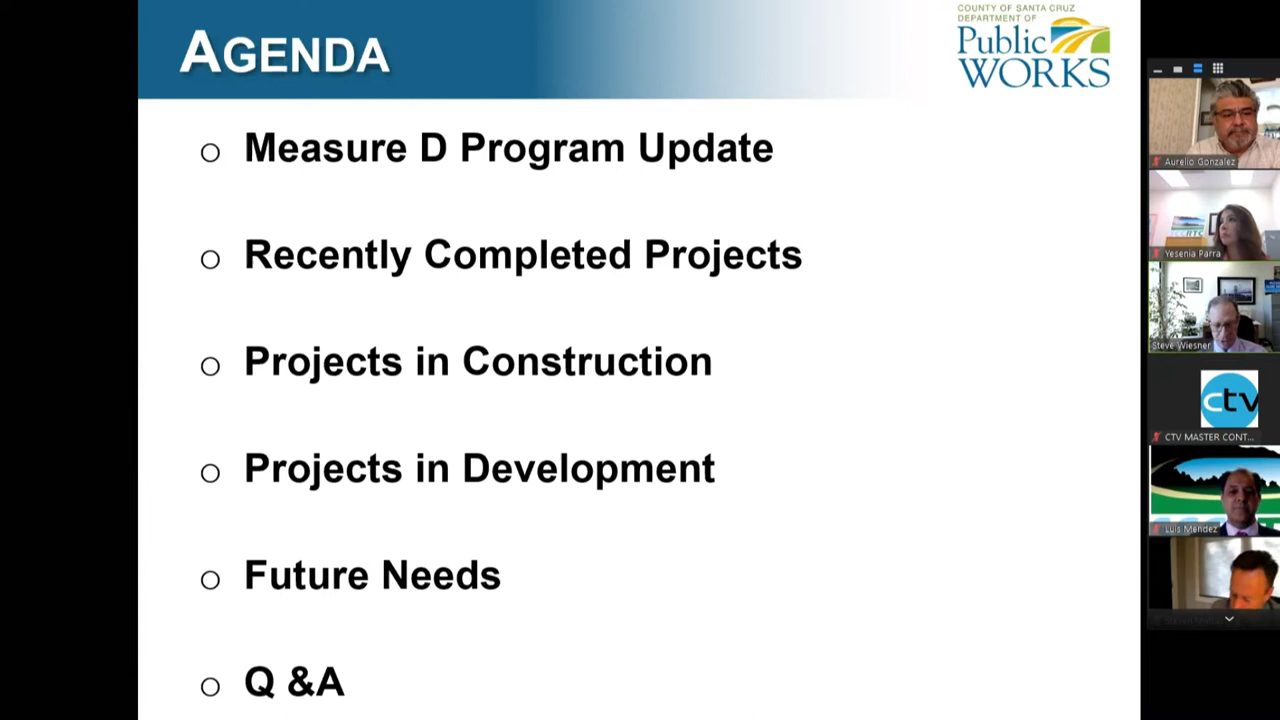 AGENDA
COUNTY OF SANTA CRUZ
DEPARTMENT OF
Public
WORKS
o Measure D Program Update
o Recently Completed Projects
o Projects in Construction
o Projects in Development
o Future Needs
o Q &A
Aurelio Gonzalez
Yesenia Parra
Steve Wiesner
ctv
CTV MASTER CONT...
Luis Mendez